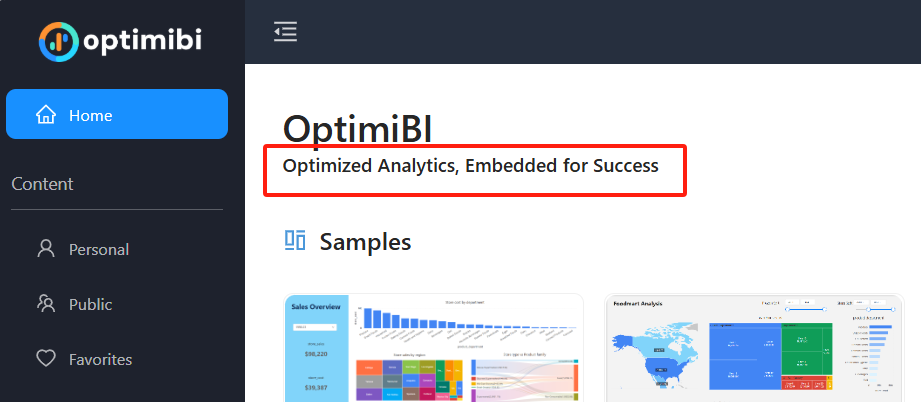 optimibi
Home
Content
Personal
Public
Favorites
OptimiBI
Optimized Analytics, Embedded for Success
Samples
Sales Overview
$98,220
$39,387
Foodmart Analysis